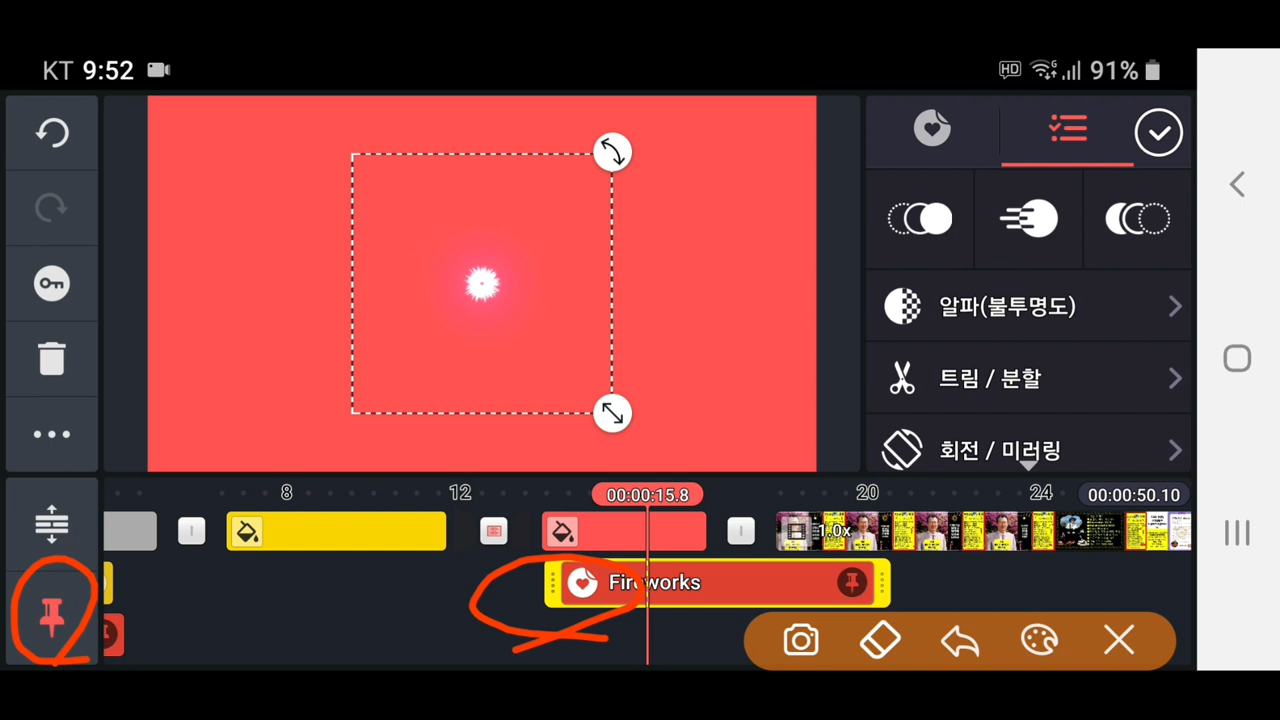 KT 9:52 HD 6 91%
알파(불투명도)
트림 / 분할
회전 / 미러링
8 12 00:00:15.8 20 24 00:00:50.10
1.0x
Fireworks